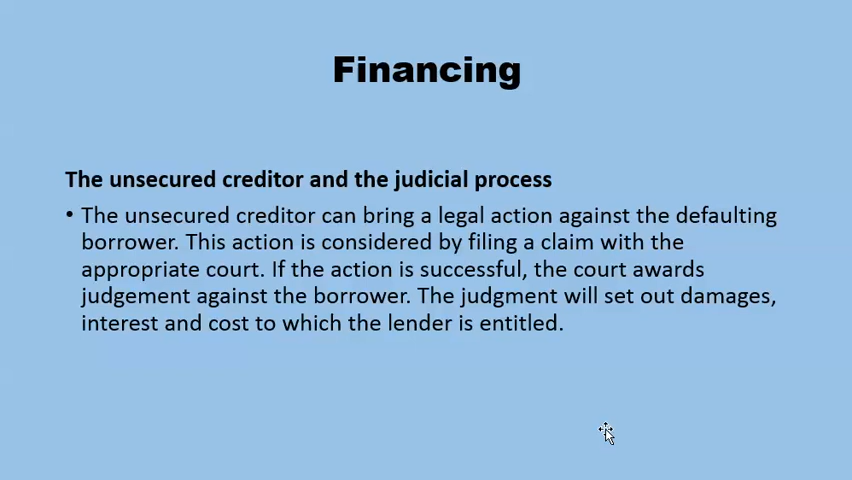 Financing
The unsecured creditor and the judicial process
• The unsecured creditor can bring a legal action against the defaulting
borrower. This action is considered by filing a claim with the
appropriate court. If the action is successful, the court awards
judgement against the borrower. The judgment will set out damages,
interest and cost to which the lender is entitled.